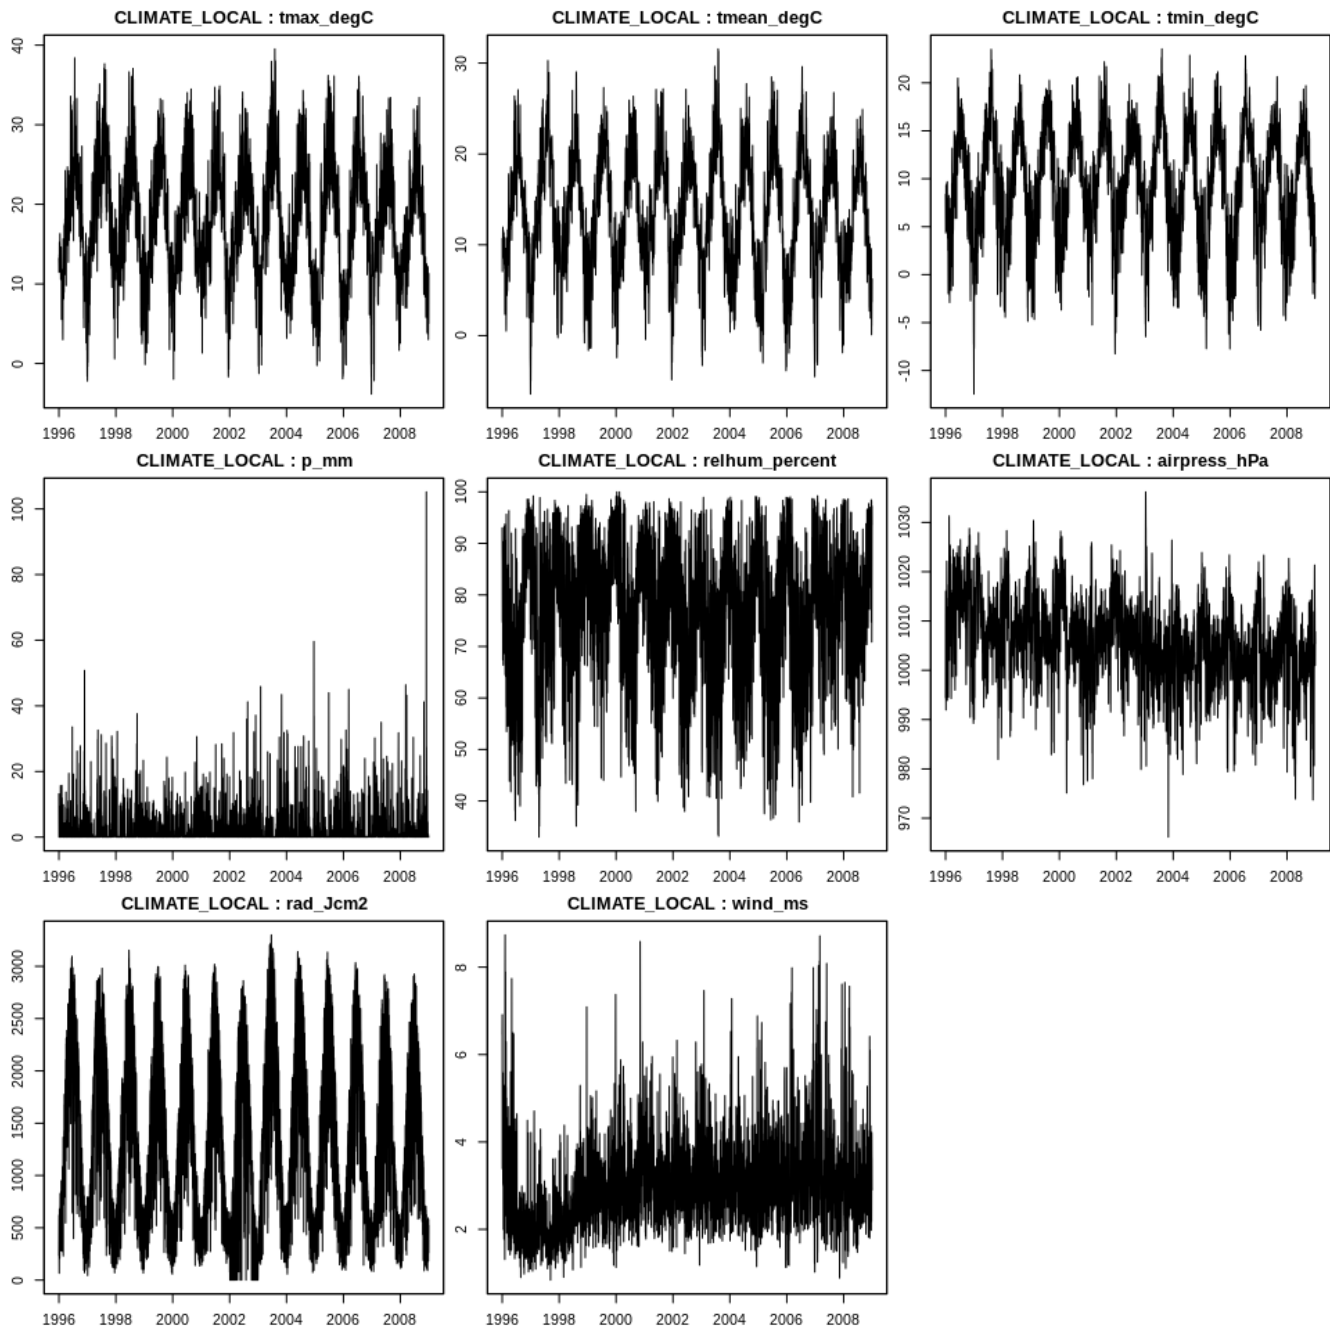 CLIMATE_LOCAL : tmax_degC
40
30
20
10
0
1996 1998 2000 2002 2004 2006 2008
CLIMATE_LOCAL : tmean_degC
30
20
10
0
1996 1998 2000 2002 2004 2006 2008
CLIMATE_LOCAL : tmin_degC
20
15
10
5
0
-5
-10
1996 1998 2000 2002 2004 2006 2008
CLIMATE_LOCAL : p_mm
100
80
60
40
20
0
1996 1998 2000 2002 2004 2006 2008
CLIMATE_LOCAL : relhum_percent
100
90
80
70
60
50
40
1996 1998 2000 2002 2004 2006 2008
CLIMATE_LOCAL : airpress_hPa
1030
1020
1010
1000
990
980
970
1996 1998 2000 2002 2004 2006 2008
CLIMATE_LOCAL : rad_Jcm2
3000
2500
2000
1500
1000
500
0
1996 1998 2000 2002 2004 2006 2008
CLIMATE_LOCAL : wind_ms
8
6
4
2
1996 1998 2000 2002 2004 2006 2008